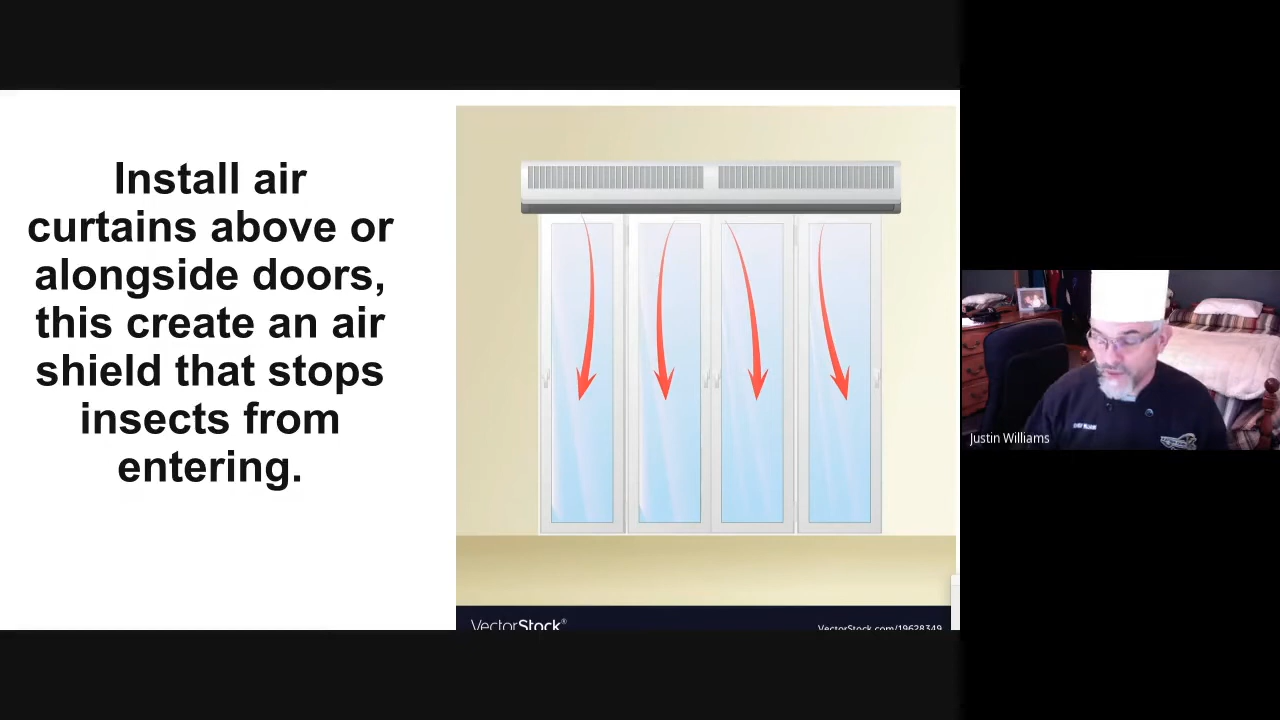 Install air
curtains above or
alongside doors,
this create an air
shield that stops
insects from
entering.
VectorStock®
VectorStock.com/19628349
Justin Williams